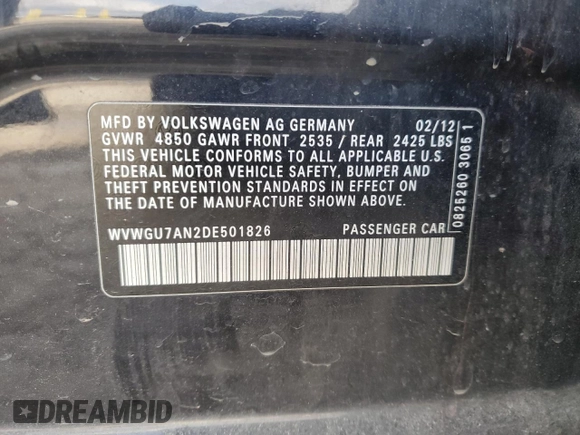 MFD BY VOLKSWAGEN AG GERMANY 02/12
GVWR 4850 GAWR FRONT 2535 / REAR 2425 LBS
THIS VEHICLE CONFORMS TO ALL APPLICABLE U.S.
FEDERAL MOTOR VEHICLE SAFETY, BUMPER AND
THEFT PREVENTION STANDARDS IN EFFECT ON
THE DATE OF MANUFACTURE SHOWN ABOVE.
WVWGU7AN2DE501826 PASSENGER CAR
0825260 3065 1
DREAMBID